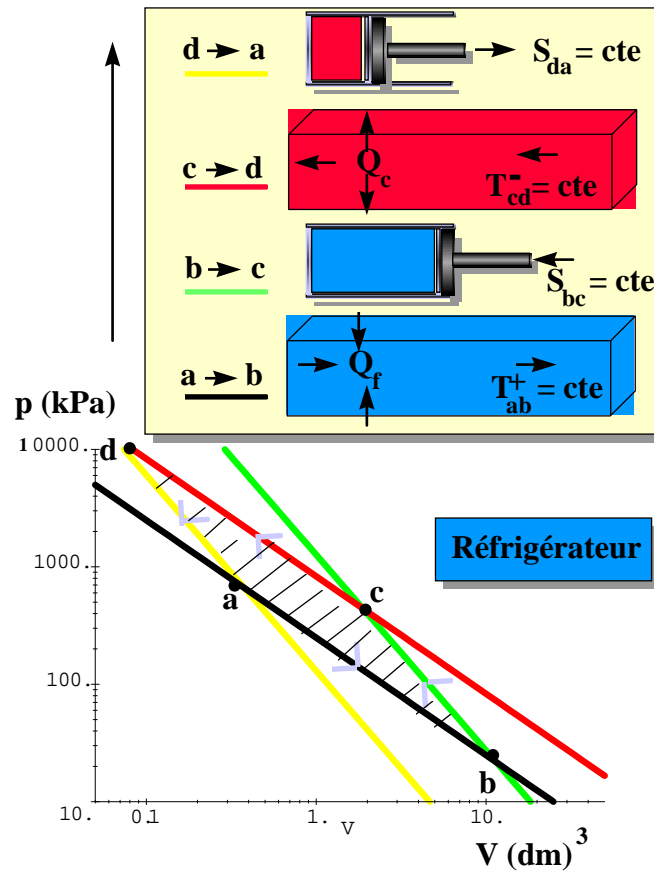 d → a
S_da = cte
c → d
Q_c
T⁻_cd = cte
b → c
S_bc = cte
a → b
Q_f
T⁺_ab = cte
p (kPa)
10000.
1000.
100.
10.
d
a
c
b
Réfrigérateur
0.1
1.
10.
V
V (dm)³